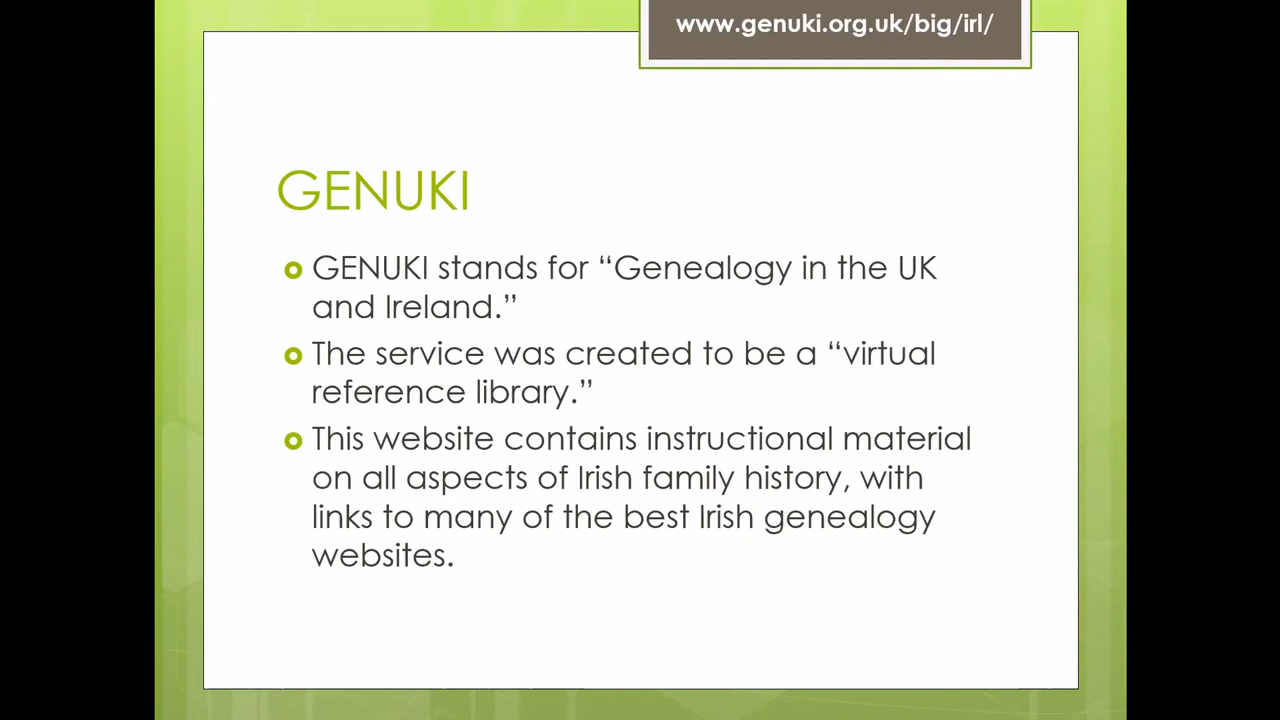 www.genuki.org.uk/big/irl/
GENUKI
GENUKI stands for “Genealogy in the UK
and Ireland.”
The service was created to be a “virtual
reference library.”
This website contains instructional material
on all aspects of Irish family history, with
links to many of the best Irish genealogy
websites.